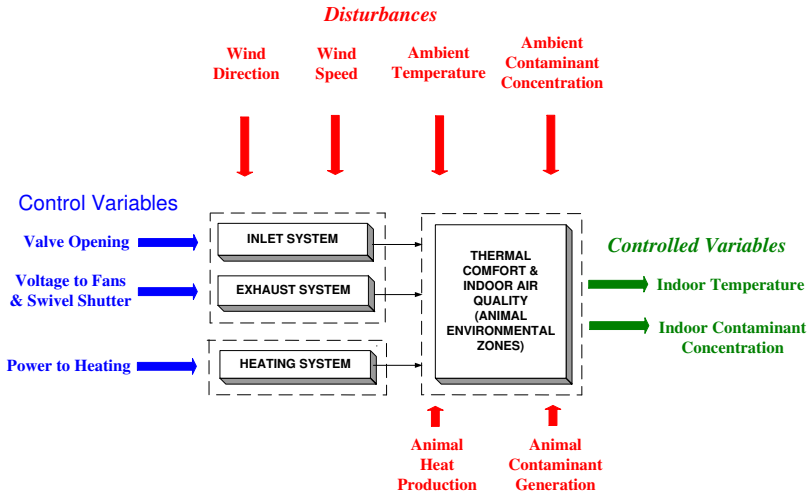 Disturbances
Wind
Direction
Wind
Speed
Ambient
Temperature
Ambient
Contaminant
Concentration
Control Variables
Valve Opening
Voltage to Fans
& Swivel Shutter
Power to Heating
INLET SYSTEM
EXHAUST SYSTEM
HEATING SYSTEM
THERMAL
COMFORT &
INDOOR AIR
QUALITY
(ANIMAL
ENVIRONMENTAL
ZONES)
Controlled Variables
Indoor Temperature
Indoor Contaminant
Concentration
Animal
Heat
Production
Animal
Contaminant
Generation